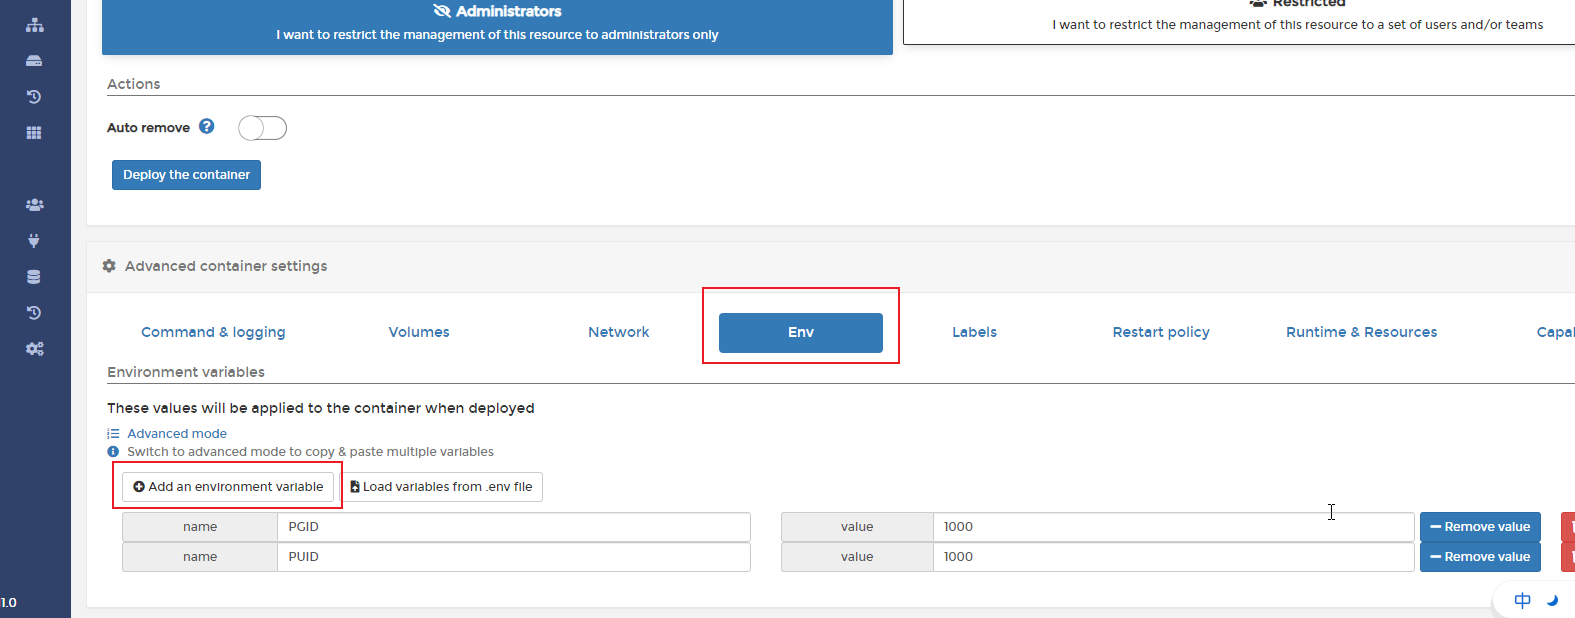 Administrators
I want to restrict the management of this resource to administrators only
Restricted
I want to restrict the management of this resource to a set of users and/or teams
Actions
Auto remove
Deploy the container
Advanced container settings
Command & logging Volumes Network Env Labels Restart policy Runtime & Resources Capal
Environment variables
These values will be applied to the container when deployed
Advanced mode
Switch to advanced mode to copy & paste multiple variables
Add an environment variable Load variables from .env file
name PGID value 1000 Remove value
name PUID value 1000 Remove value
1.0 中